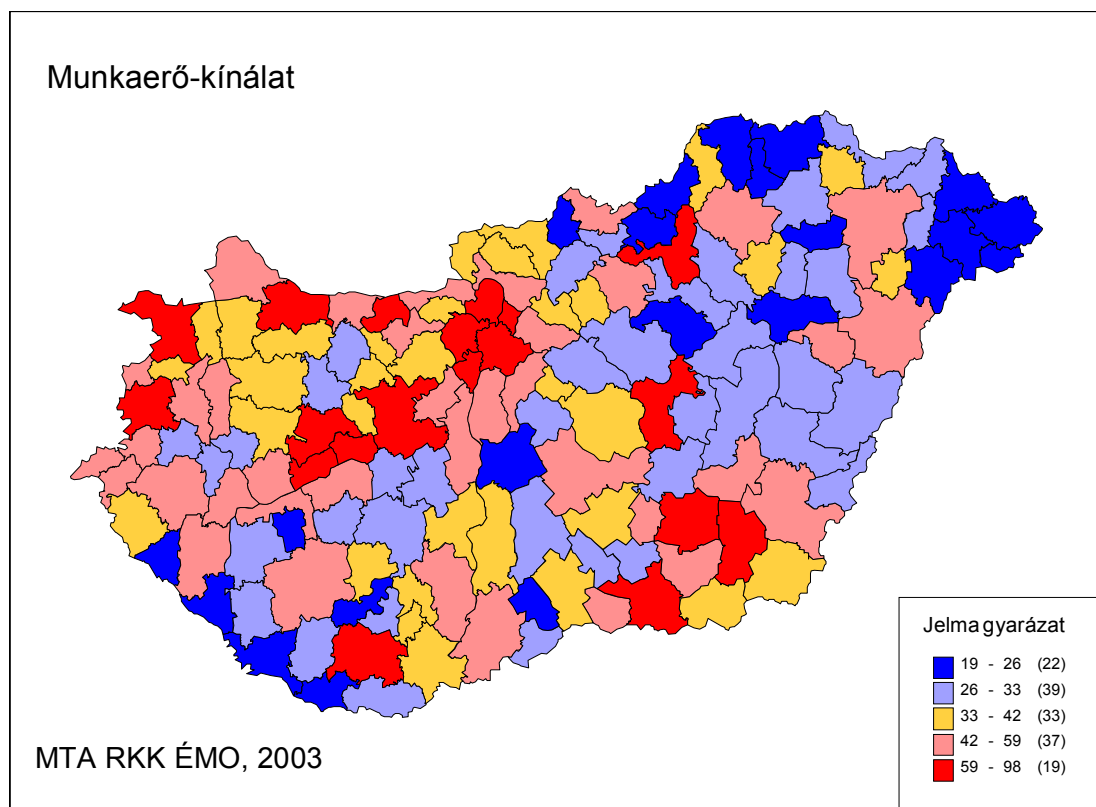 Munkaerő-kínálat
Jelma gyarázat
19 - 26 (22)
26 - 33 (39)
33 - 42 (33)
42 - 59 (37)
59 - 98 (19)
MTA RKK ÉMO, 2003